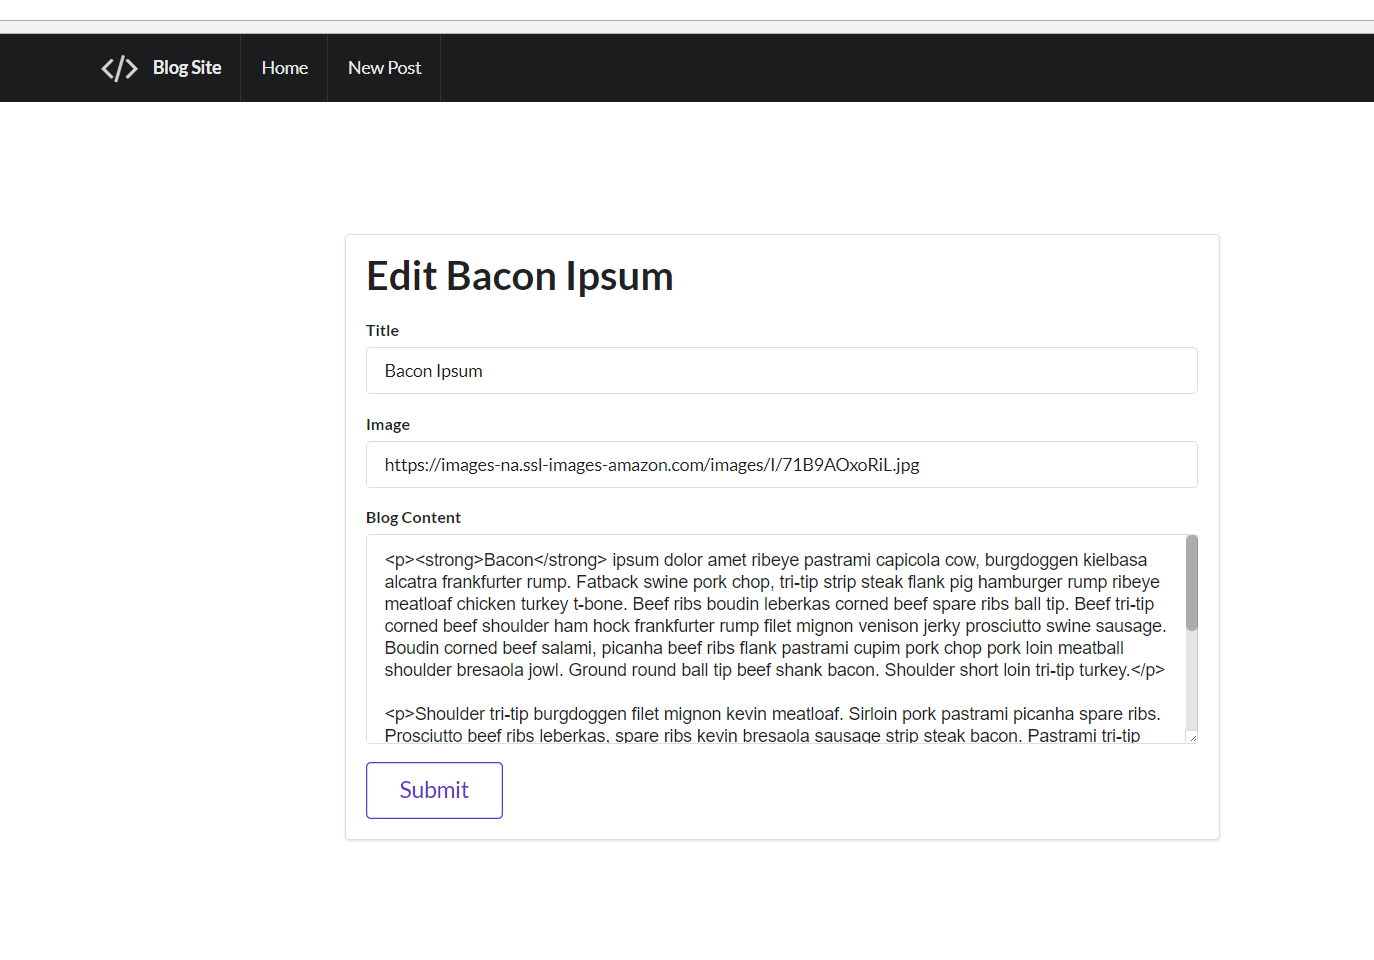 </> Blog Site Home New Post
Edit Bacon Ipsum
Title
Bacon Ipsum
Image
https://images-na.ssl-images-amazon.com/images/I/71B9AOxoRiL.jpg
Blog Content
<p><strong>Bacon</strong> ipsum dolor amet ribeye pastrami capicola cow, burgdoggen kielbasa
alcatra frankfurter rump. Fatback swine pork chop, tri-tip strip steak flank pig hamburger rump ribeye
meatloaf chicken turkey t-bone. Beef ribs boudin leberkas corned beef spare ribs ball tip. Beef tri-tip
corned beef shoulder ham hock frankfurter rump filet mignon venison jerky prosciutto swine sausage.
Boudin corned beef salami, picanha beef ribs flank pastrami cupim pork chop pork loin meatball
shoulder bresaola jowl. Ground round ball tip beef shank bacon. Shoulder short loin tri-tip turkey.</p>
<p>Shoulder tri-tip burgdoggen filet mignon kevin meatloaf. Sirloin pork pastrami picanha spare ribs.
Prosciutto beef ribs leberkas, spare ribs kevin bresaola sausage strip steak bacon. Pastrami tri-tip
Submit